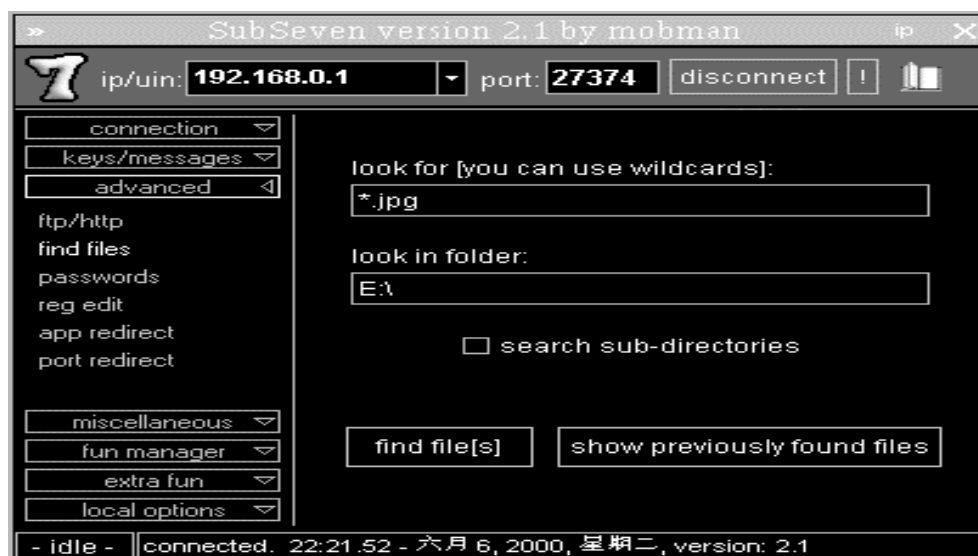 » SubSeven version 2.1 by mobman ip X
7 ip/uin: 192.168.0.1 port: 27374 disconnect !
connection
keys/messages
advanced
ftp/http
find files
passwords
reg edit
app redirect
port redirect
miscellaneous
fun manager
extra fun
local options
look for [you can use wildcards]:
*.jpg
look in folder:
E:\
search sub-directories
find file[s] show previously found files
- idle - connected. 22:21.52 - 六月 6, 2000, 星期二, version: 2.1